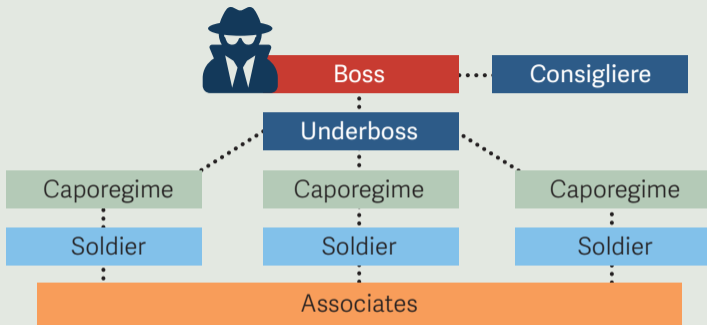 Boss
Consigliere
Underboss
Caporegime
Caporegime
Caporegime
Soldier
Soldier
Soldier
Associates